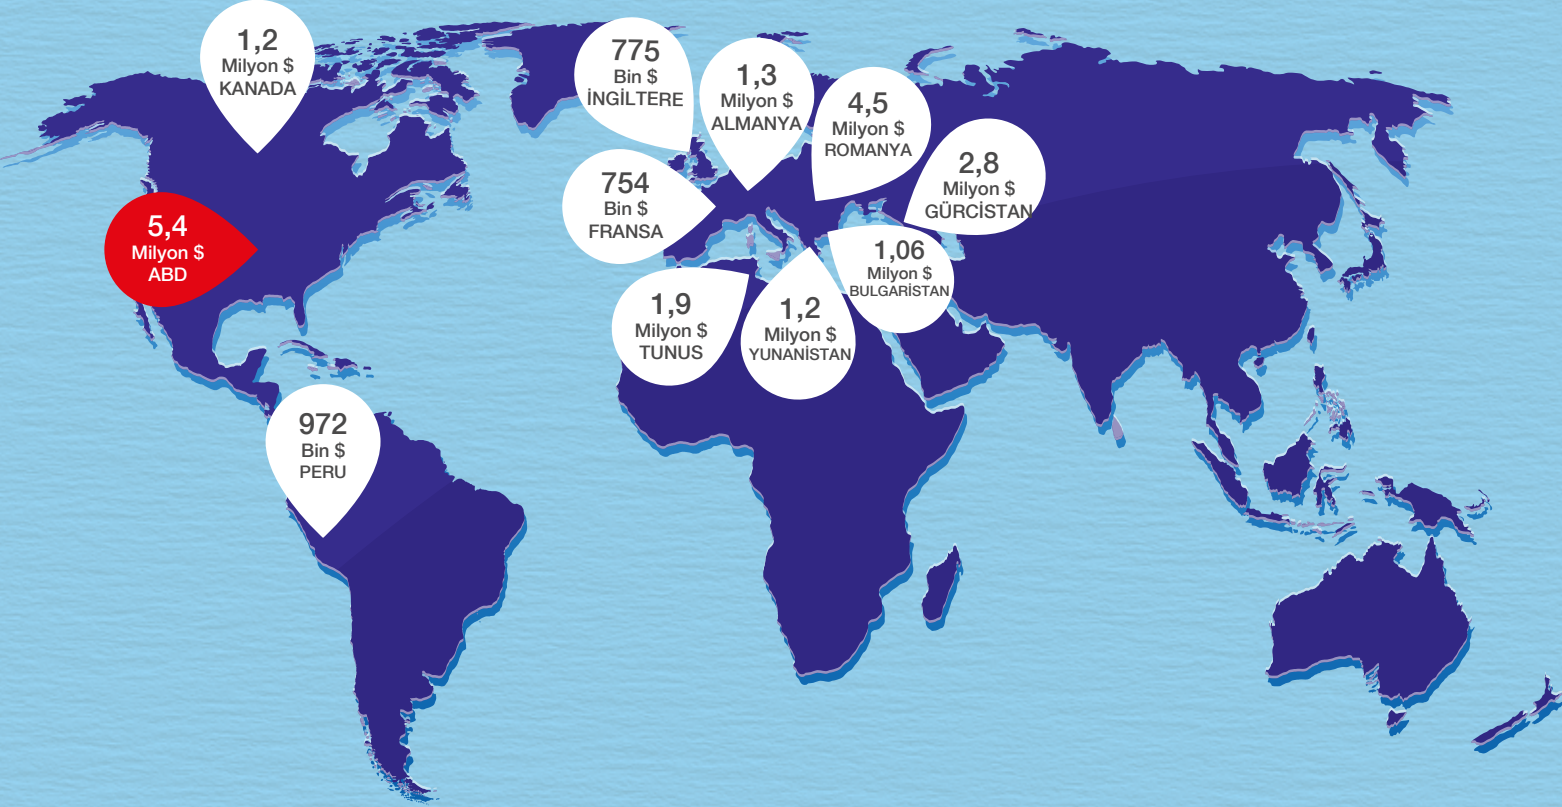 1,2
Milyon $
KANADA
775
Bin $
İNGİLTERE
1,3
Milyon $
ALMANYA
4,5
Milyon $
ROMANYA
2,8
Milyon $
GÜRCİSTAN
754
Bin $
FRANSA
5,4
Milyon $
ABD
1,06
Milyon $
BULGARİSTAN
1,9
Milyon $
TUNUS
1,2
Milyon $
YUNANİSTAN
972
Bin $
PERU